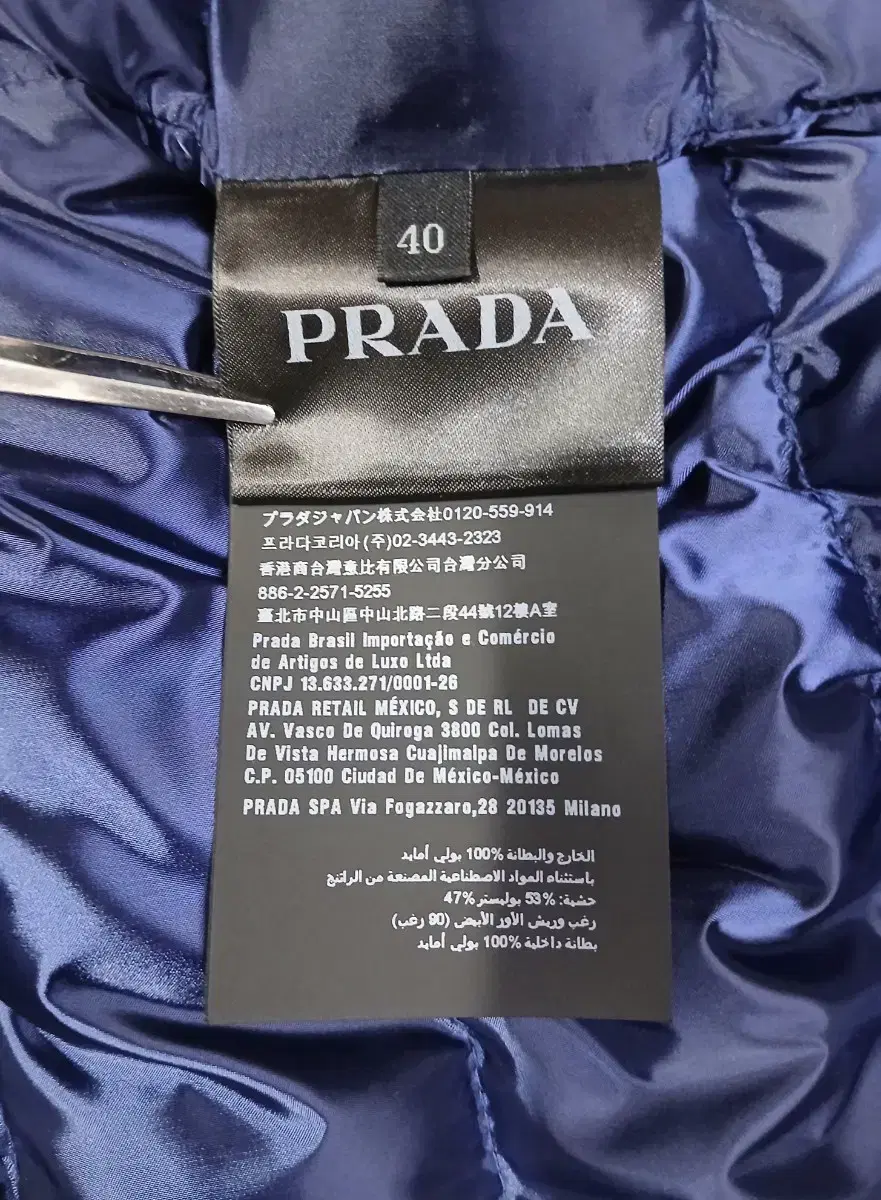 40
PRADA
プラダジャパン株式会社0120-559-914
프라다코리아(주)02-3443-2323
香港商台灣意比有限公司台灣分公司
886-2-2571-5255
臺北市中山區中山北路二段44號12樓A室
Prada Brasil Importação e Comércio
de Artigos de Luxo Ltda
CNPJ 13.633.271/0001-26
PRADA RETAIL MÉXICO, S DE RL DE CV
AV. Vasco De Quiroga 3800 Col. Lomas
De Vista Hermosa Cuajimalpa De Morelos
C.P. 05100 Ciudad De México-México
PRADA SPA Via Fogazzaro,28 20135 Milano
الخارج والبطانة 100% بولي أمايد
باستثناء المواد الاصطناعية المصنعة من الراتنج
حشية: 53% بوليستر 47%
رغب وريش الأوز الأبيض (90 رغب)
بطانة داخلية 100% بولي أمايد